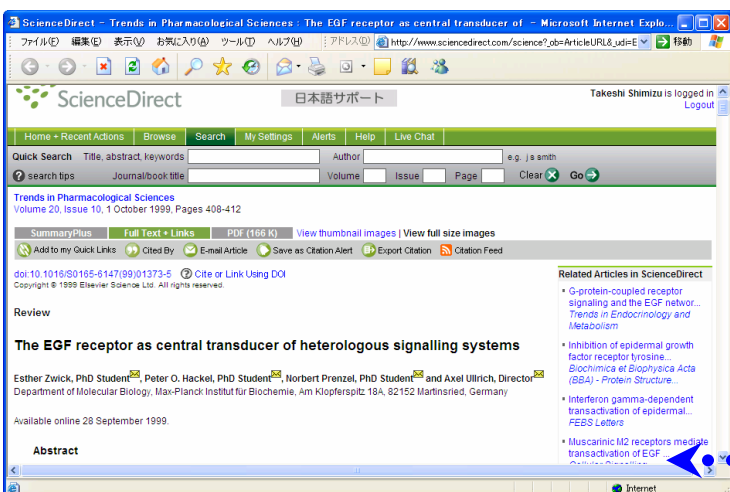 ScienceDirect - Trends in Pharmacological Sciences : The EGF receptor as central transducer of - Microsoft Internet Explo...
ファイル(F) 編集(E) 表示(V) お気に入り(A) ツール(T) ヘルプ(H) アドレス(D) http://www.sciencedirect.com/science?_ob=ArticleURL&_udi=E 移動
ScienceDirect 日本語サポート Takeshi Shimizu is logged in
Logout
Home + Recent Actions Browse Search My Settings Alerts Help Live Chat
Quick Search Title, abstract, keywords Author e.g. j s smith
? search tips Journal/book title Volume Issue Page Clear Go
Trends in Pharmacological Sciences
Volume 20, Issue 10, 1 October 1999, Pages 408-412
SummaryPlus Full Text + Links PDF (166 K) View thumbnail images | View full size images
Add to my Quick Links Cited By E-mail Article Save as Citation Alert Export Citation Citation Feed
doi:10.1016/S0165-6147(99)01373-5 ? Cite or Link Using DOI
Copyright © 1999 Elsevier Science Ltd. All rights reserved.
Review
The EGF receptor as central transducer of heterologous signalling systems
Esther Zwick, PhD Student, Peter O. Hackel, PhD Student, Norbert Prenzel, PhD Student and Axel Ullrich, Director
Department of Molecular Biology, Max-Planck Institut für Biochemie, Am Klopferspitz 18A, 82152 Martinsried, Germany
Available online 28 September 1999.
Abstract
Related Articles in ScienceDirect
G-protein-coupled receptor
signaling and the EGF networ...
Trends in Endocrinology and
Metabolism
Inhibition of epidermal growth
factor receptor tyrosine...
Biochimica et Biophysica Acta
(BBA) - Protein Structure...
Interferon gamma-dependent
transactivation of epidermal...
FEBS Letters
Muscarinic M2 receptors mediate
transactivation of EGF ...
Cellular Signalling
Internet